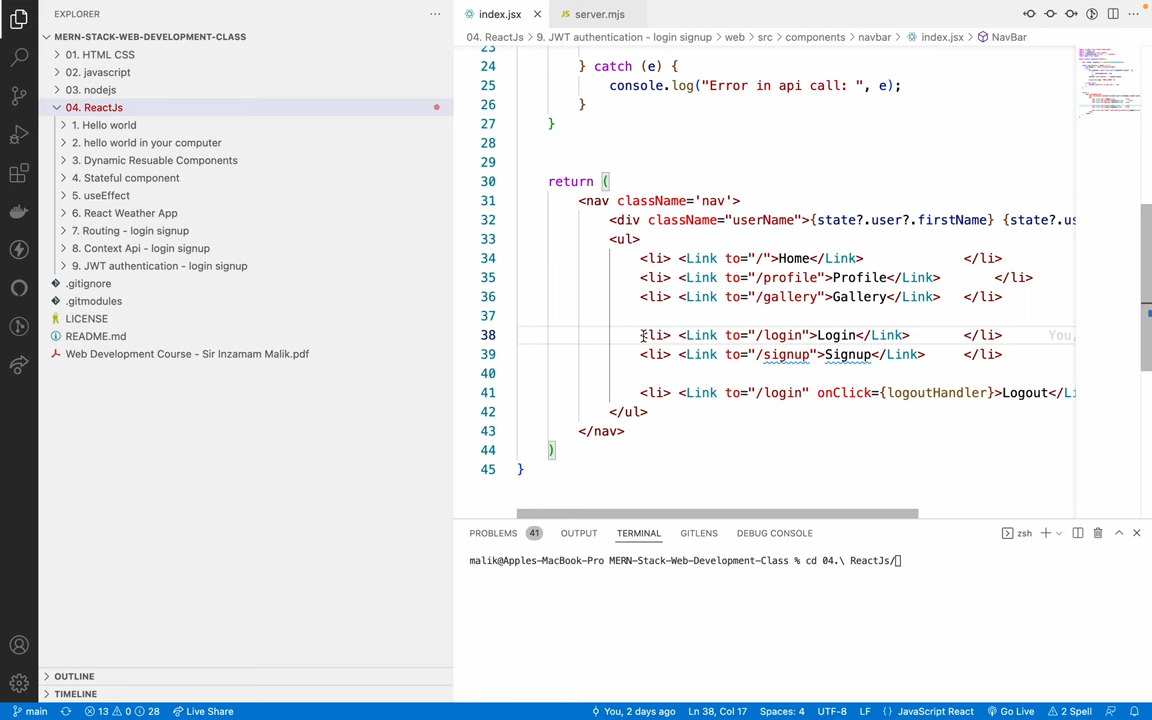 EXPLORER
MERN-STACK-WEB-DEVELOPMENT-CLASS
01. HTML CSS
02. javascript
03. nodejs
04. ReactJs
1. Hello world
2. hello world in your computer
3. Dynamic Resuable Components
4. Stateful component
5. useEffect
6. React Weather App
7. Routing - login signup
8. Context Api - login signup
9. JWT authentication - login signup
.gitignore
.gitmodules
LICENSE
README.md
Web Development Course - Sir Inzamam Malik.pdf
OUTLINE
TIMELINE
index.jsx
JS server.mjs
04. ReactJs > 9. JWT authentication - login signup > web > src > components > navbar > index.jsx > NavBar
23
24 } catch (e) {
25 console.log("Error in api call: ", e);
26 }
27 }
28
29
30 return (
31 <nav className='nav'>
32 <div className="userName">{state?.user?.firstName} {state?.us
33 <ul>
34 <li> <Link to="/">Home</Link> </li>
35 <li> <Link to="/profile">Profile</Link> </li>
36 <li> <Link to="/gallery">Gallery</Link> </li>
37
38 <li> <Link to="/login">Login</Link> </li> You,
39 <li> <Link to="/signup">Signup</Link> </li>
40
41 <li> <Link to="/login" onClick={logoutHandler}>Logout</Li
42 </ul>
43 </nav>
44 )
45 }
PROBLEMS 41 OUTPUT TERMINAL GITLENS DEBUG CONSOLE
zsh
malik@Apples-MacBook-Pro MERN-Stack-Web-Development-Class % cd 04.\ ReactJs/
main 13 0 28 Live Share You, 2 days ago Ln 38, Col 17 Spaces: 4 UTF-8 LF {} JavaScript React Go Live 2 Spell